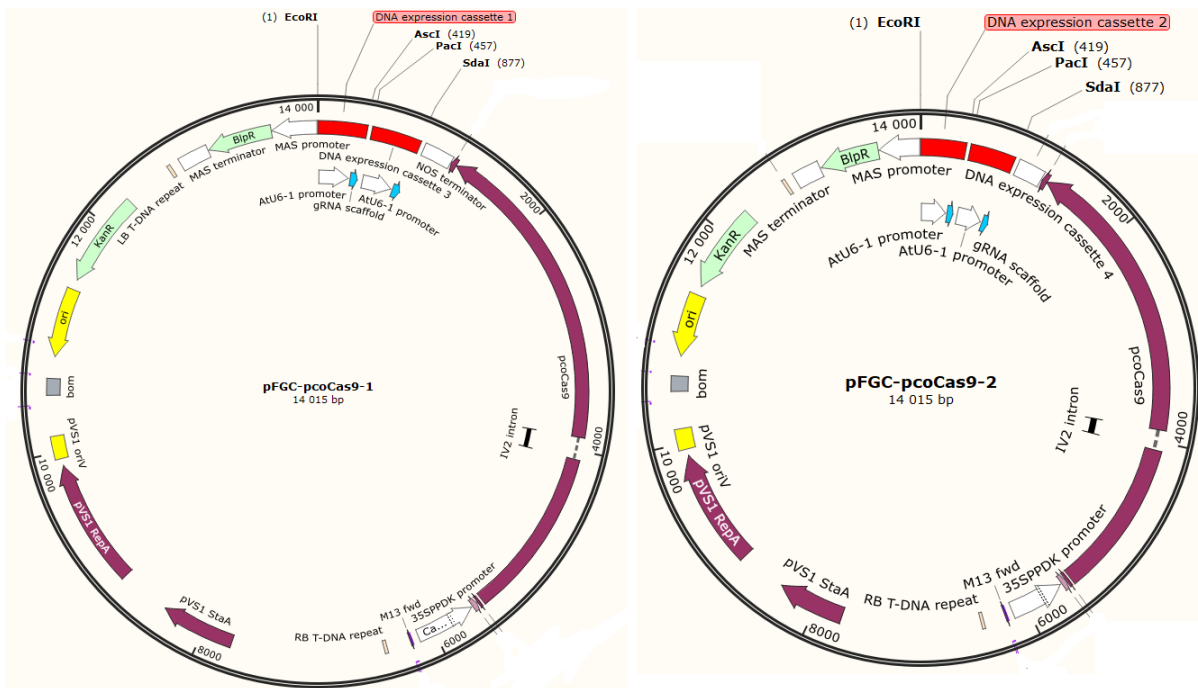 (1) EcoRI
DNA expression cassette 1
AscI (419)
PacI (457)
SdaI (877)
14 000
BlpR
MAS promoter
MAS terminator
DNA expression cassette 3
NOS terminator
LB T-DNA repeat
AtU6-1 promoter
gRNA scaffold
AtU6-1 promoter
2000
12 000
KanR
ori
bom
pFGC-pcoCas9-1
14 015 bp
pcoCas9
IV2 intron
4000
pVS1 oriV
10 000
pVS1 RepA
pVS1 StaA
8000
RB T-DNA repeat
M13 fwd
35SPPDK promoter
Ca...
6000
(1) EcoRI
DNA expression cassette 2
AscI (419)
PacI (457)
SdaI (877)
14 000
BlpR
MAS promoter
MAS terminator
DNA expression cassette 4
AtU6-1 promoter
AtU6-1 promoter
gRNA scaffold
2000
12 000
KanR
ori
bom
pFGC-pcoCas9-2
14 015 bp
pcoCas9
IV2 intron
4000
pVS1 oriV
10 000
pVS1 RepA
pVS1 StaA
8000
RB T-DNA repeat
M13 fwd
35SPPDK promoter
6000